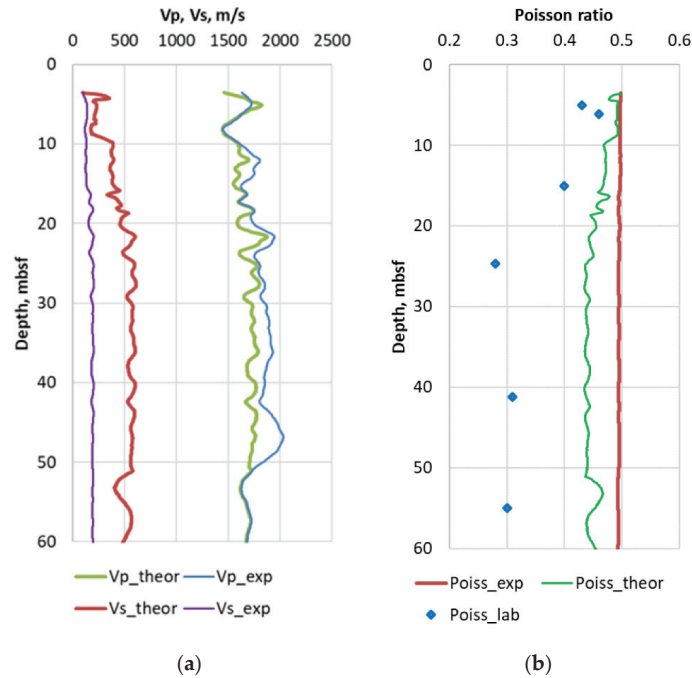 Vp, Vs, m/s
0 500 1000 1500 2000 2500
0
10
20
30
40
50
60
Depth, mbsf
Vp_theor Vp_exp
Vs_theor Vs_exp
(a)
Poisson ratio
0.2 0.3 0.4 0.5 0.6
0
10
20
30
40
50
60
Depth, mbsf
Poiss_exp Poiss_theor
Poiss_lab
(b)